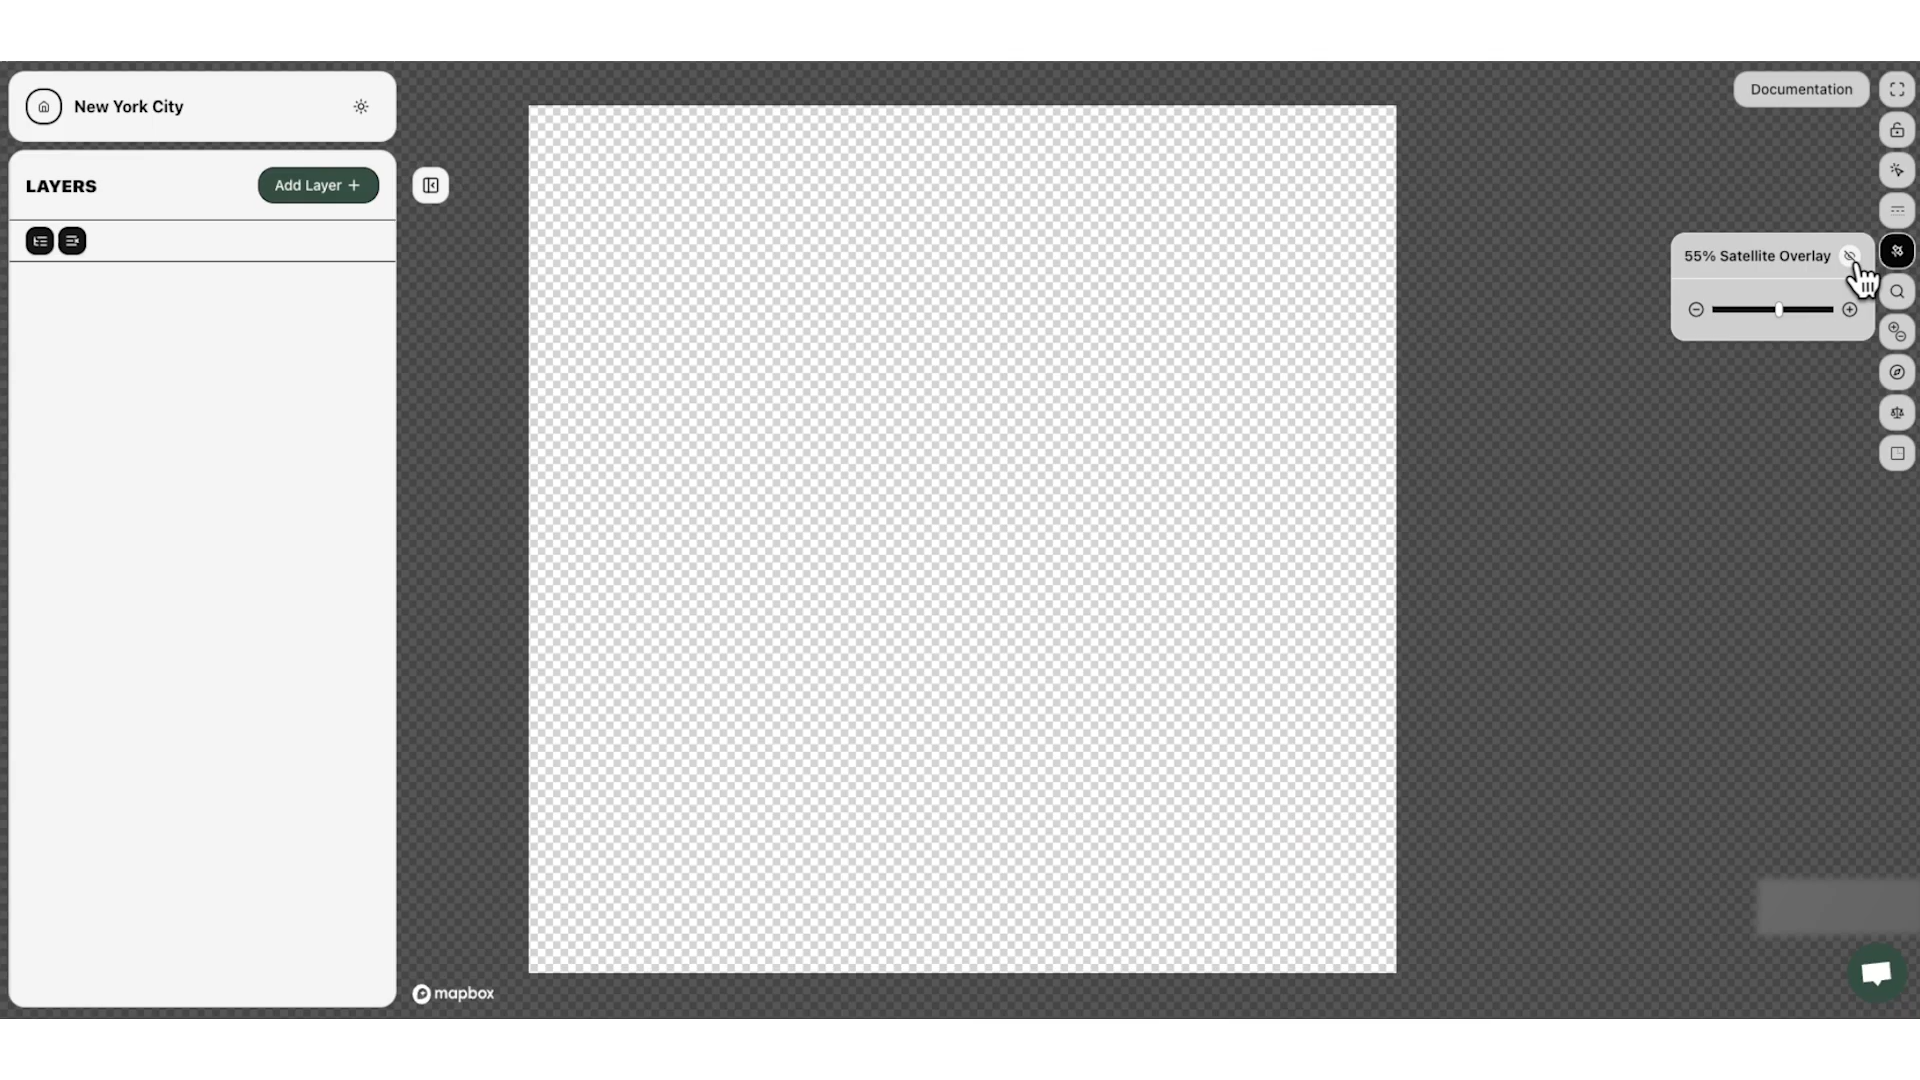 New York City
Documentation
LAYERS
Add Layer +
55% Satellite Overlay
mapbox